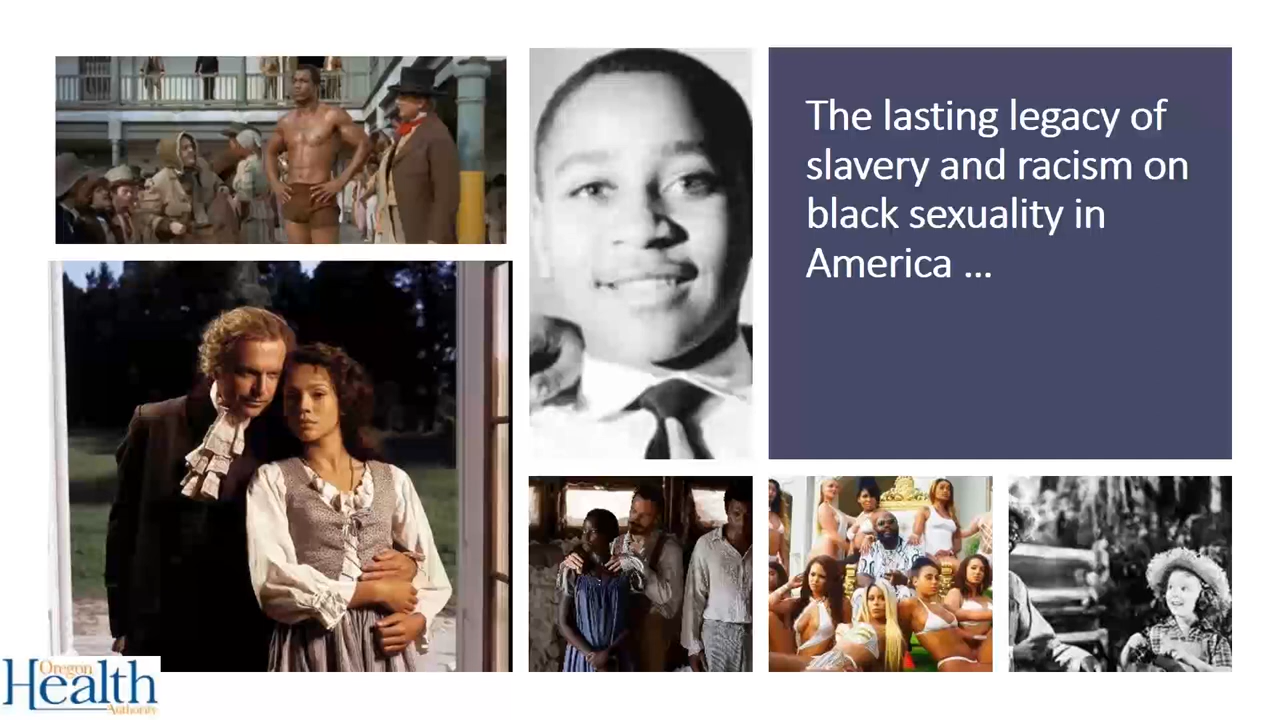 The lasting legacy of
slavery and racism on
black sexuality in
America ...
Oregon
Health
Authority